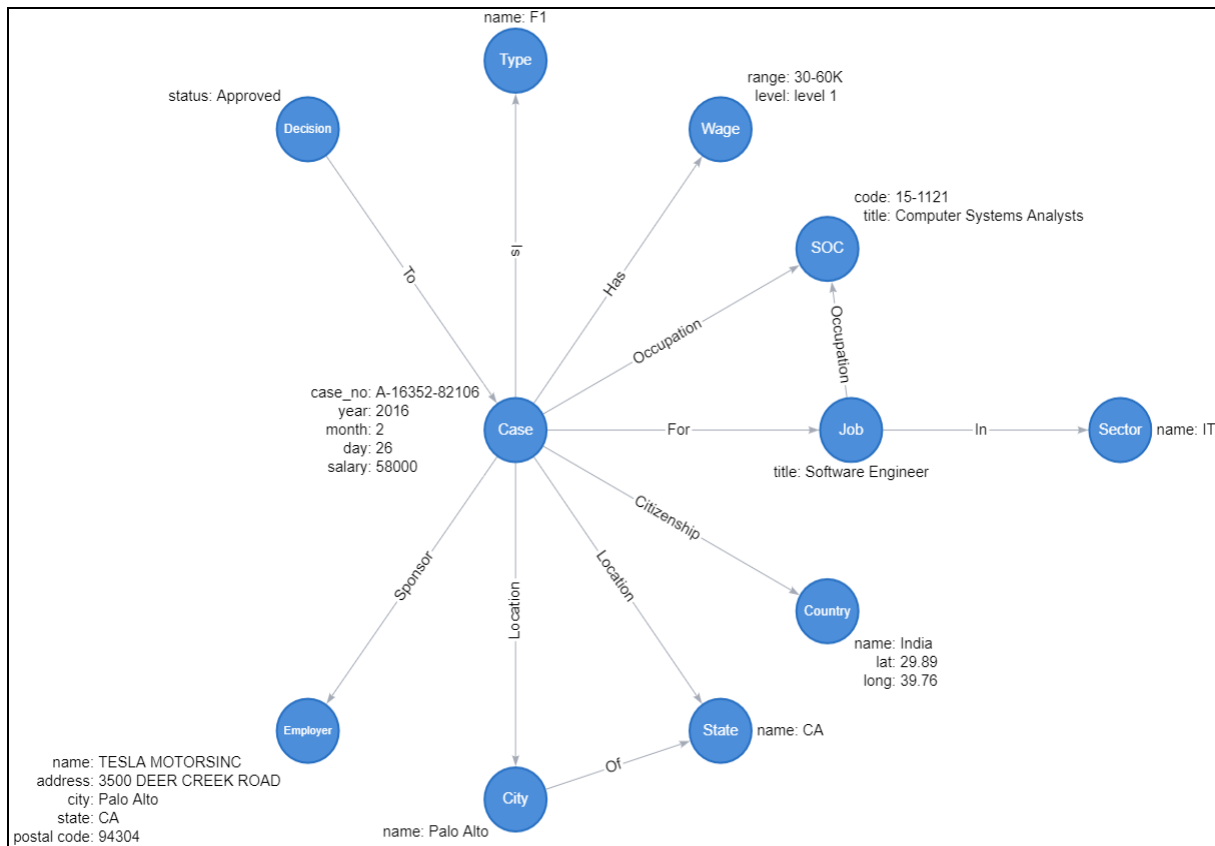 name: F1
Type
range: 30-60K
level: level 1
status: Approved
Decision
Wage
code: 15-1121
title: Computer Systems Analysts
SOC
To
Is
Has
Occupation
Occupation
case_no: A-16352-82106
year: 2016
month: 2
day: 26
salary: 58000
Case
For
Job
In
Sector
name: IT
title: Software Engineer
Citizenship
Sponsor
Location
Location
Country
name: India
lat: 29.89
long: 39.76
Employer
State
name: CA
name: TESLA MOTORSINC
address: 3500 DEER CREEK ROAD
city: Palo Alto
state: CA
postal code: 94304
Of
City
name: Palo Alto